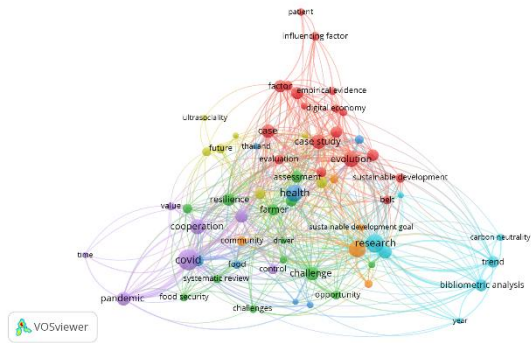 patient
influencing factor
factor
empirical evidence
digital economy
ultrasociality
case
case study
thailand
future
evaluation
evolution
assessment
sustainable development
health
resilience
belt
value
farmer
cooperation
sustainable development goal
carbon neutrality
community
driver
research
time
covid
food
control
trend
systematic review
challenge
bibliometric analysis
pandemic
food security
opportunity
challenges
year
VOSviewer